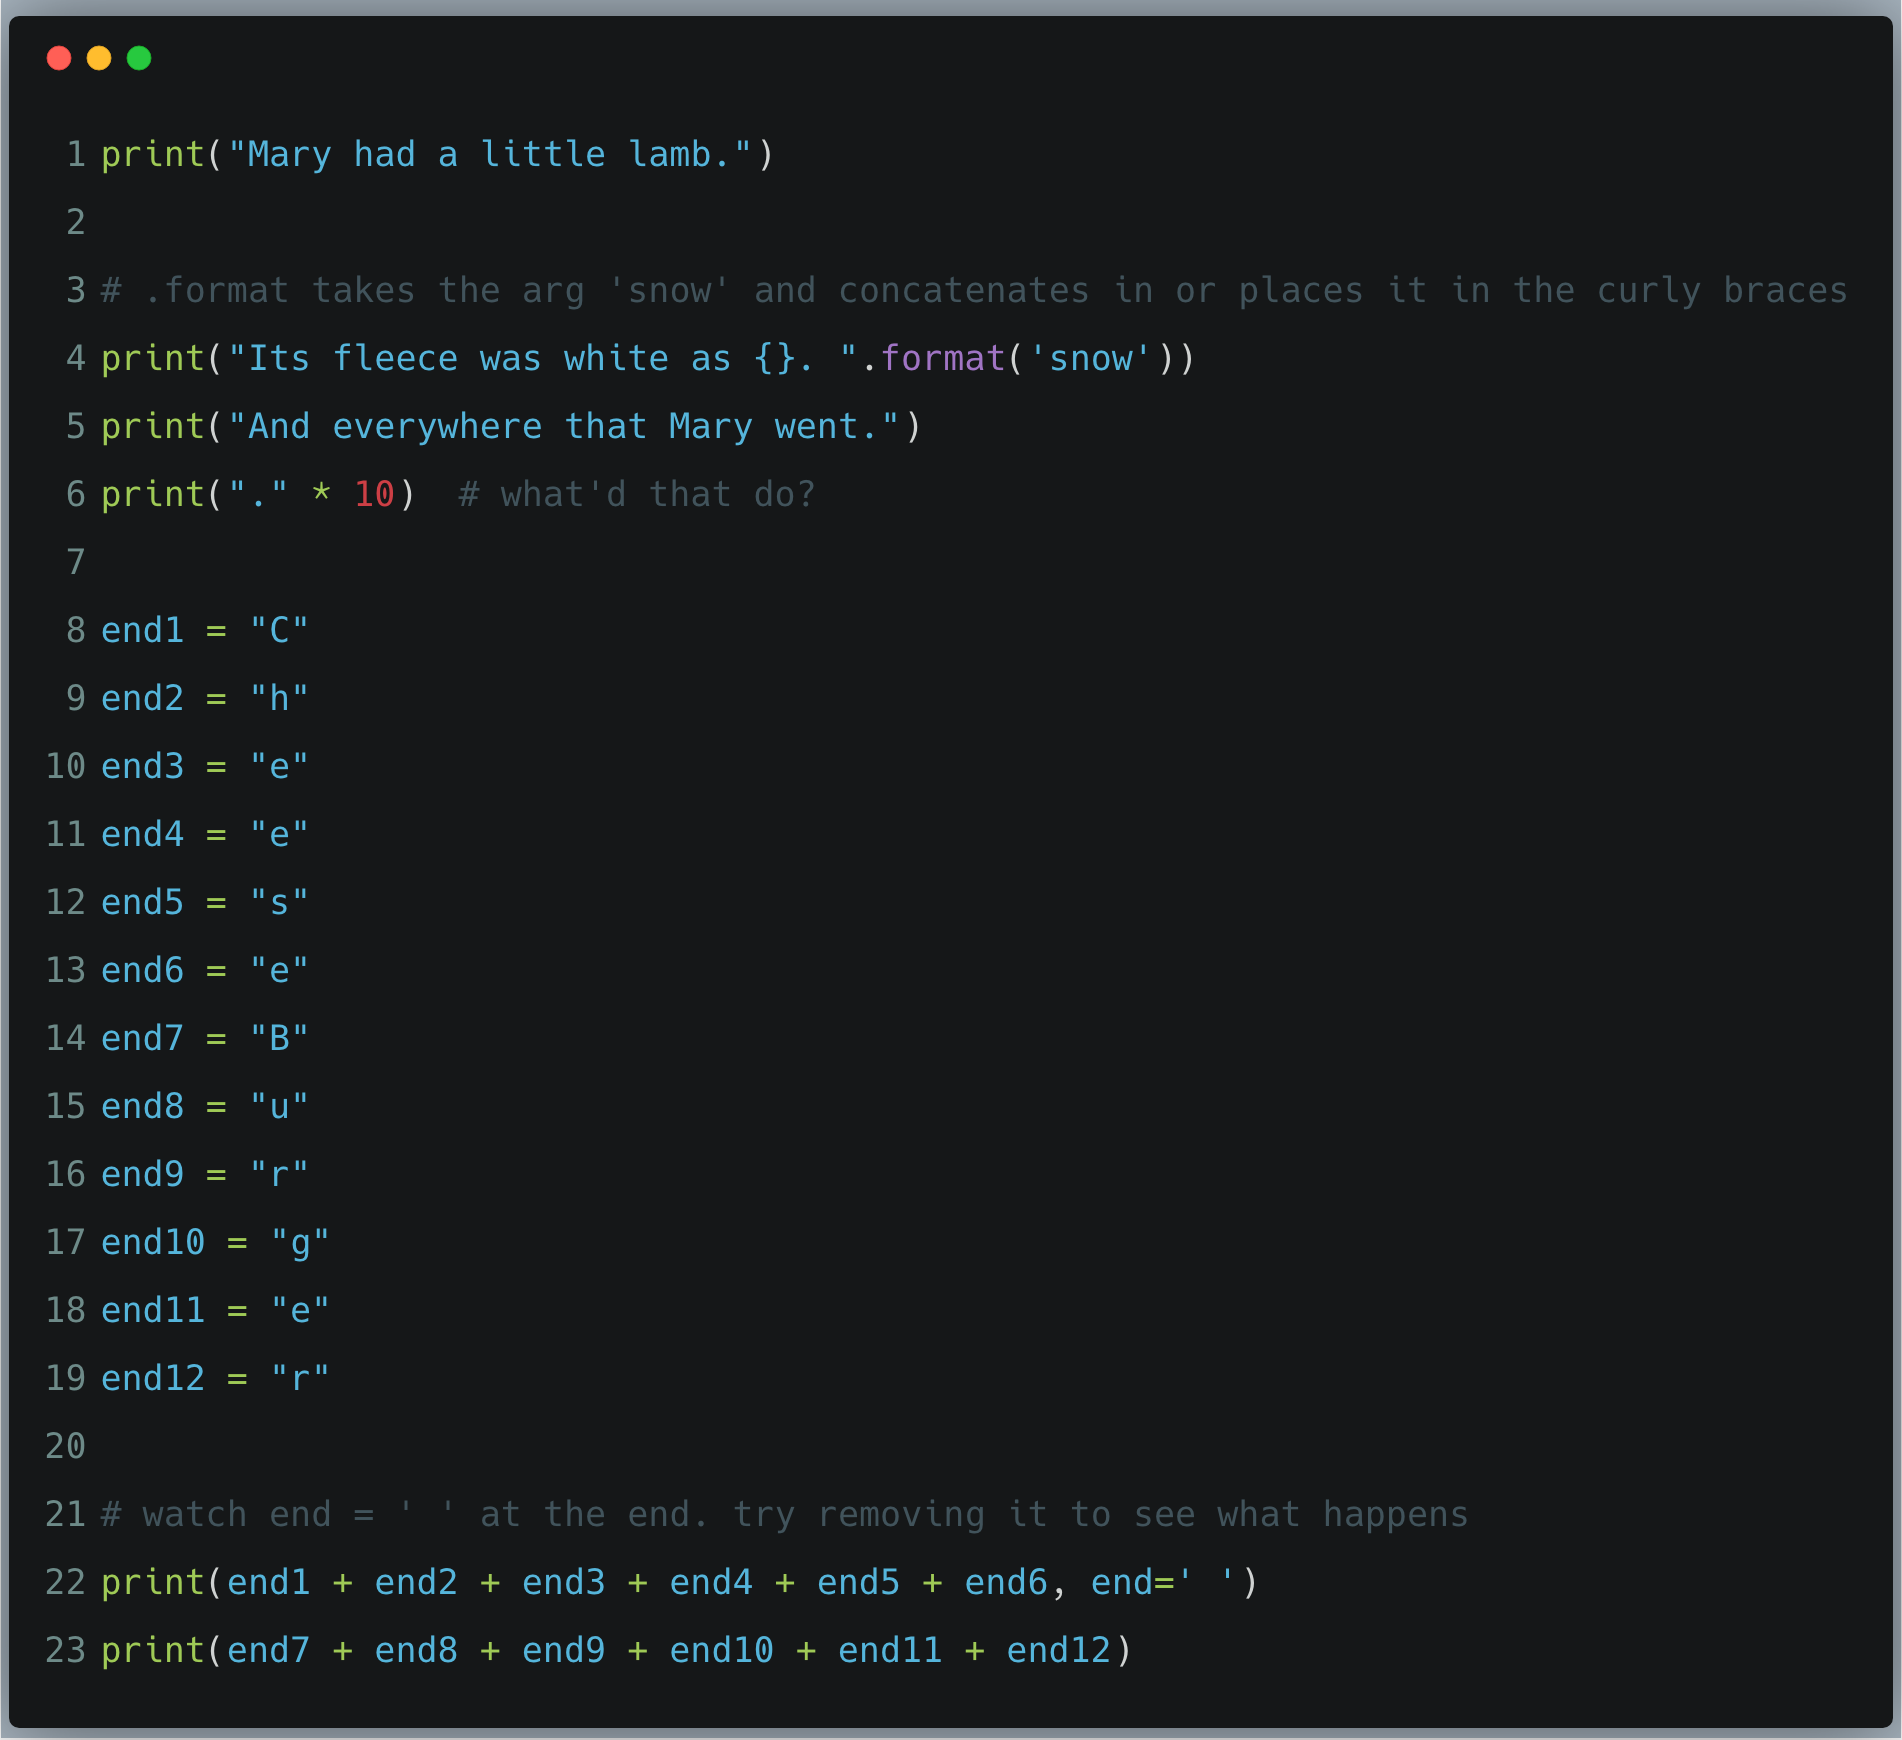 1 print("Mary had a little lamb.")
2
3 # .format takes the arg 'snow' and concatenates in or places it in the curly braces
4 print("Its fleece was white as {}. ".format('snow'))
5 print("And everywhere that Mary went.")
6 print("." * 10)  # what'd that do?
7
8 end1 = "C"
9 end2 = "h"
10 end3 = "e"
11 end4 = "e"
12 end5 = "s"
13 end6 = "e"
14 end7 = "B"
15 end8 = "u"
16 end9 = "r"
17 end10 = "g"
18 end11 = "e"
19 end12 = "r"
20
21 # watch end = ' ' at the end. try removing it to see what happens
22 print(end1 + end2 + end3 + end4 + end5 + end6, end=' ')
23 print(end7 + end8 + end9 + end10 + end11 + end12)